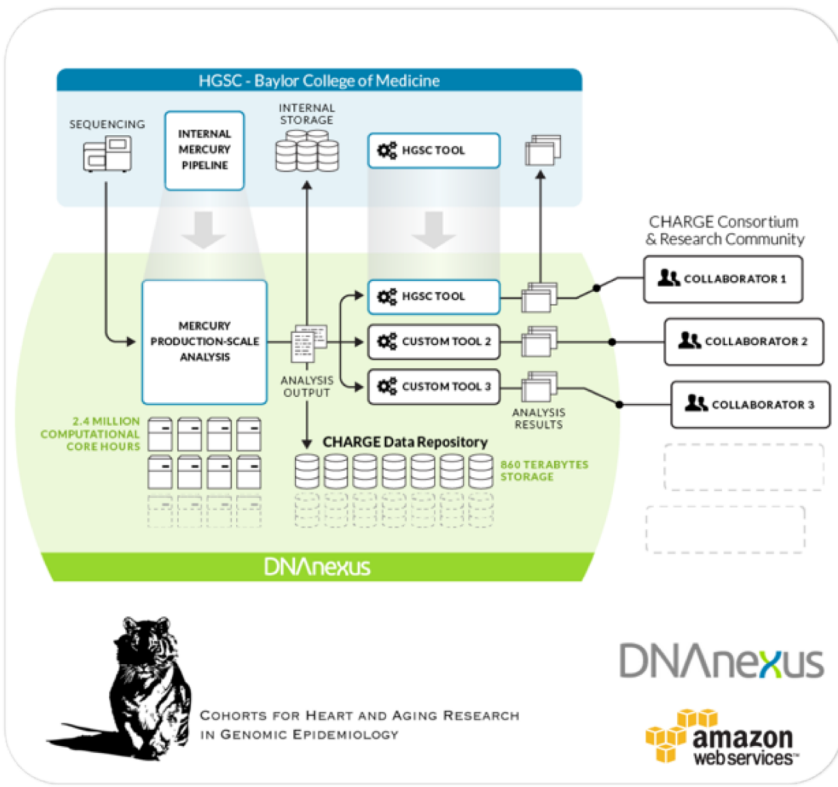 HGSC - Baylor College of Medicine
SEQUENCING
INTERNAL
MERCURY
PIPELINE
INTERNAL
STORAGE
HGSC TOOL
CHARGE Consortium
& Research Community
MERCURY
PRODUCTION-SCALE
ANALYSIS
ANALYSIS
OUTPUT
HGSC TOOL
CUSTOM TOOL 2
CUSTOM TOOL 3
ANALYSIS
RESULTS
COLLABORATOR 1
COLLABORATOR 2
COLLABORATOR 3
2.4 MILLION
COMPUTATIONAL
CORE HOURS
CHARGE Data Repository
860 TERABYTES
STORAGE
DNAnexus
COHORTS FOR HEART AND AGING RESEARCH
IN GENOMIC EPIDEMIOLOGY
DNAnexus
amazon
web services™